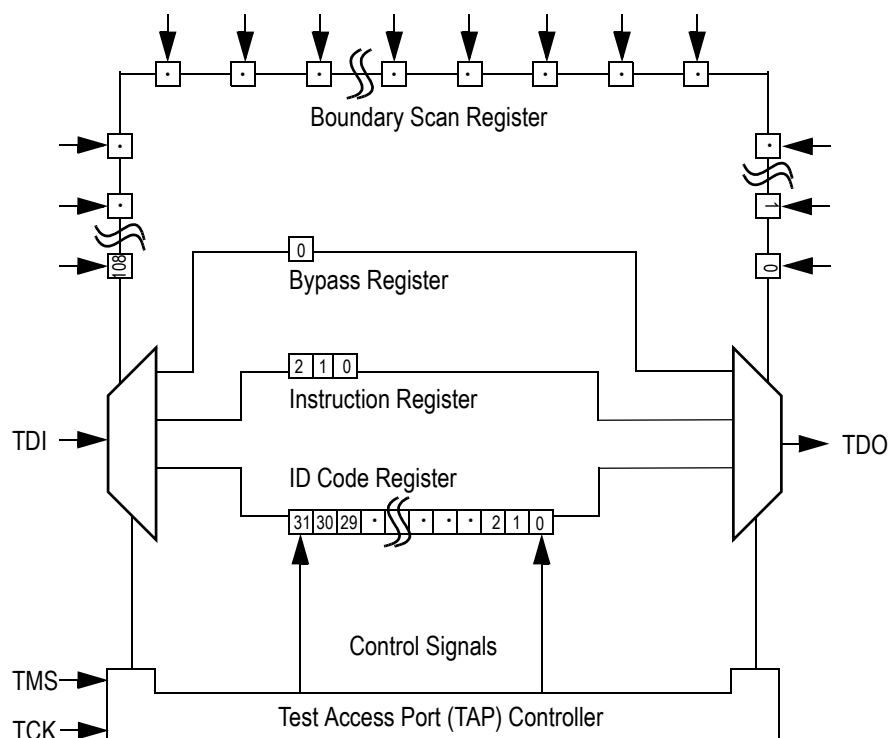 · · · · · · · ·
Boundary Scan Register
· ·
· 1
108 0
0
Bypass Register
2 1 0
Instruction Register
TDI TDO
ID Code Register
31 30 29 · · · · 2 1 0
Control Signals
TMS
Test Access Port (TAP) Controller
TCK